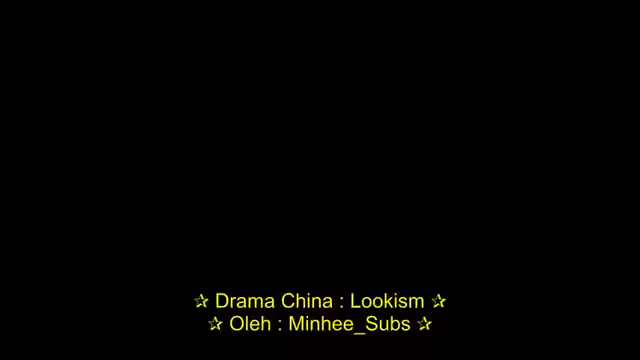 ✰ Drama China : Lookism ✰
✰ Oleh : Minhee_Subs ✰